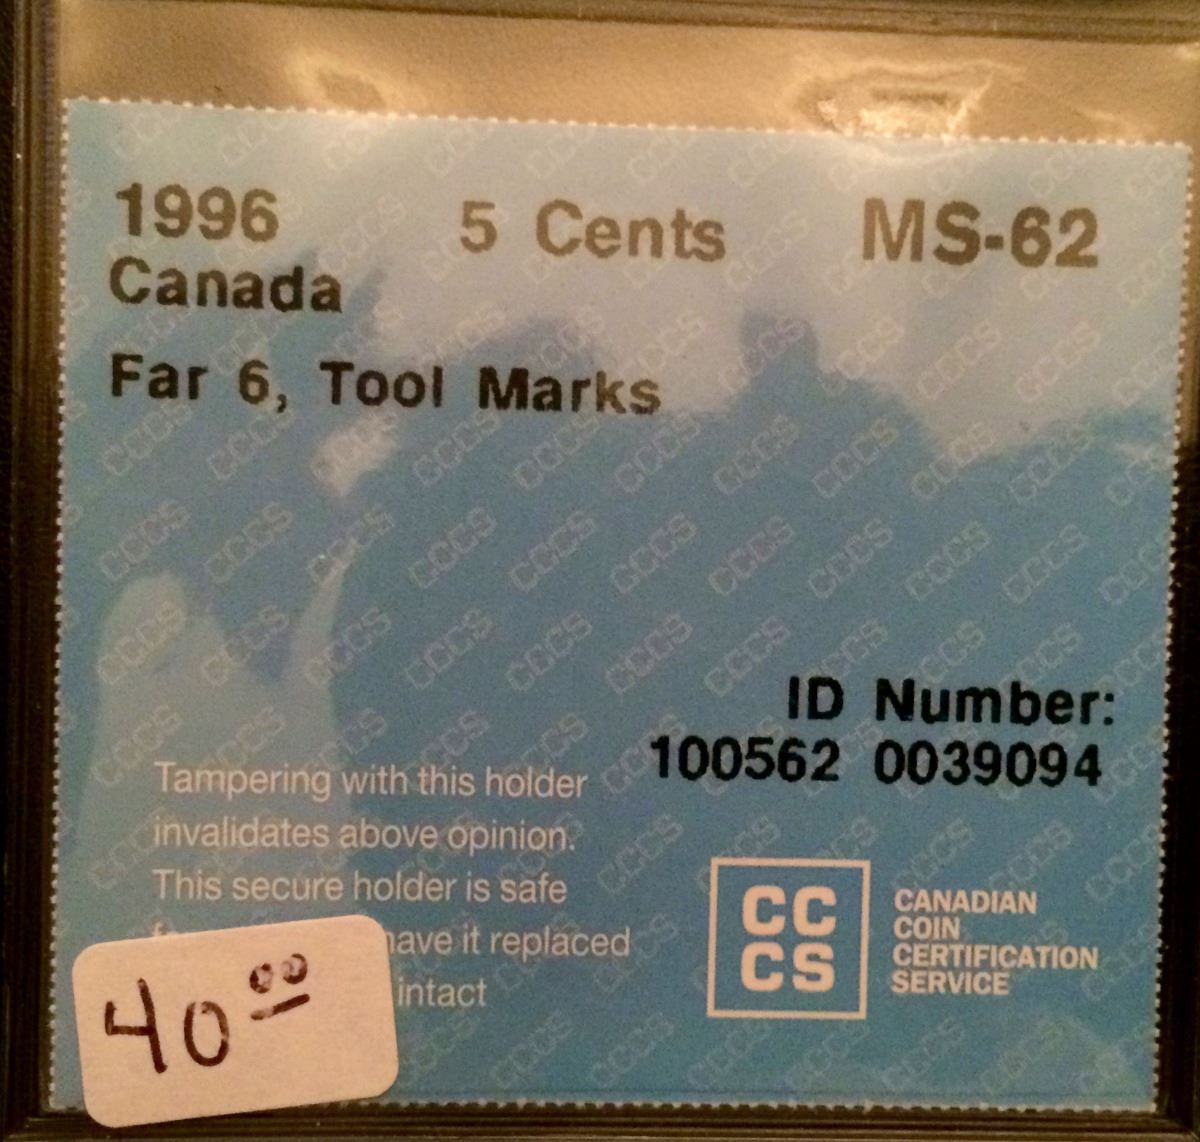 1996 5 Cents MS-62
Canada
Far 6, Tool Marks
ID Number:
100562 0039094
Tampering with this holder
invalidates above opinion.
This secure holder is safe
have it replaced
intact
40.00
CC
CS
CANADIAN
COIN
CERTIFICATION
SERVICE